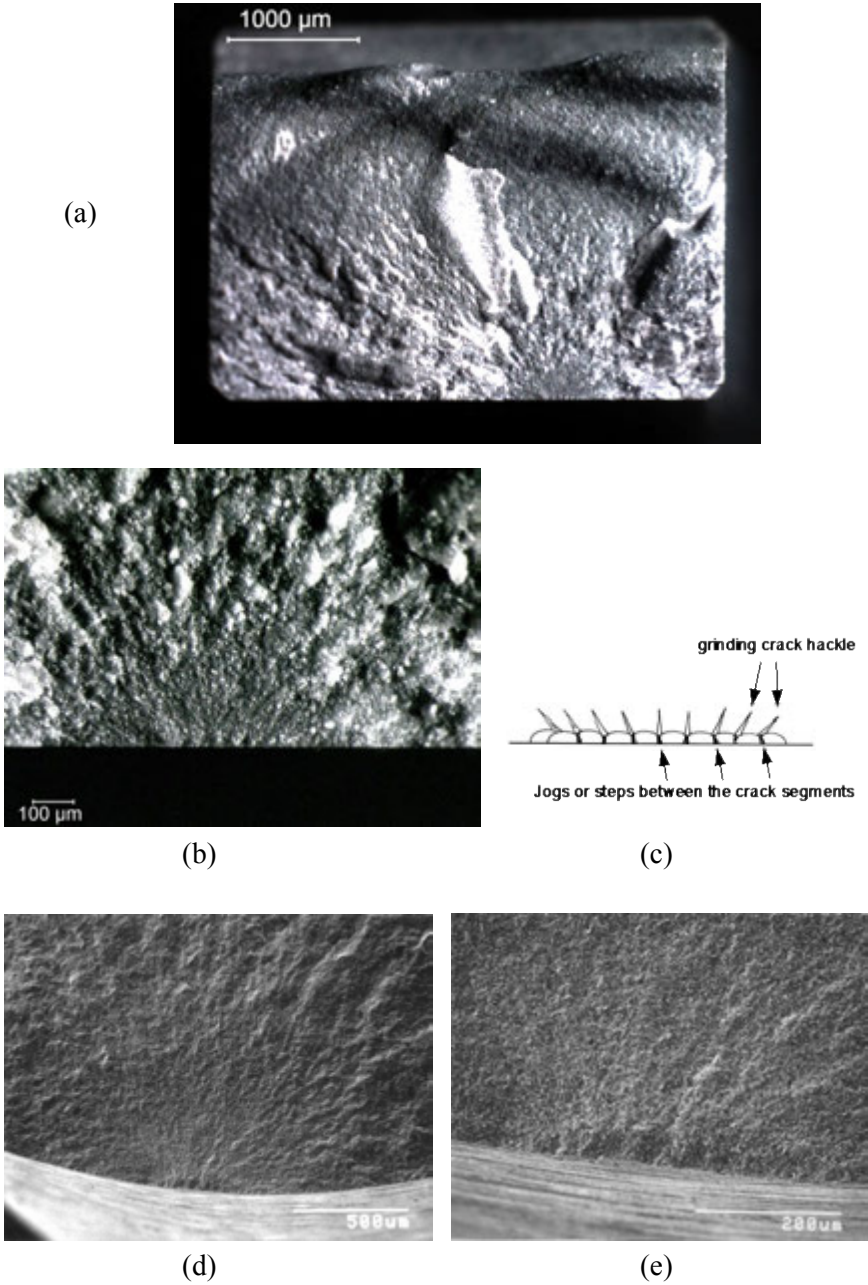 1000 µm
(a)
100 µm
grinding crack hackle
Jogs or steps between the crack segments
(b)
(c)
500um
200um
(d)
(e)